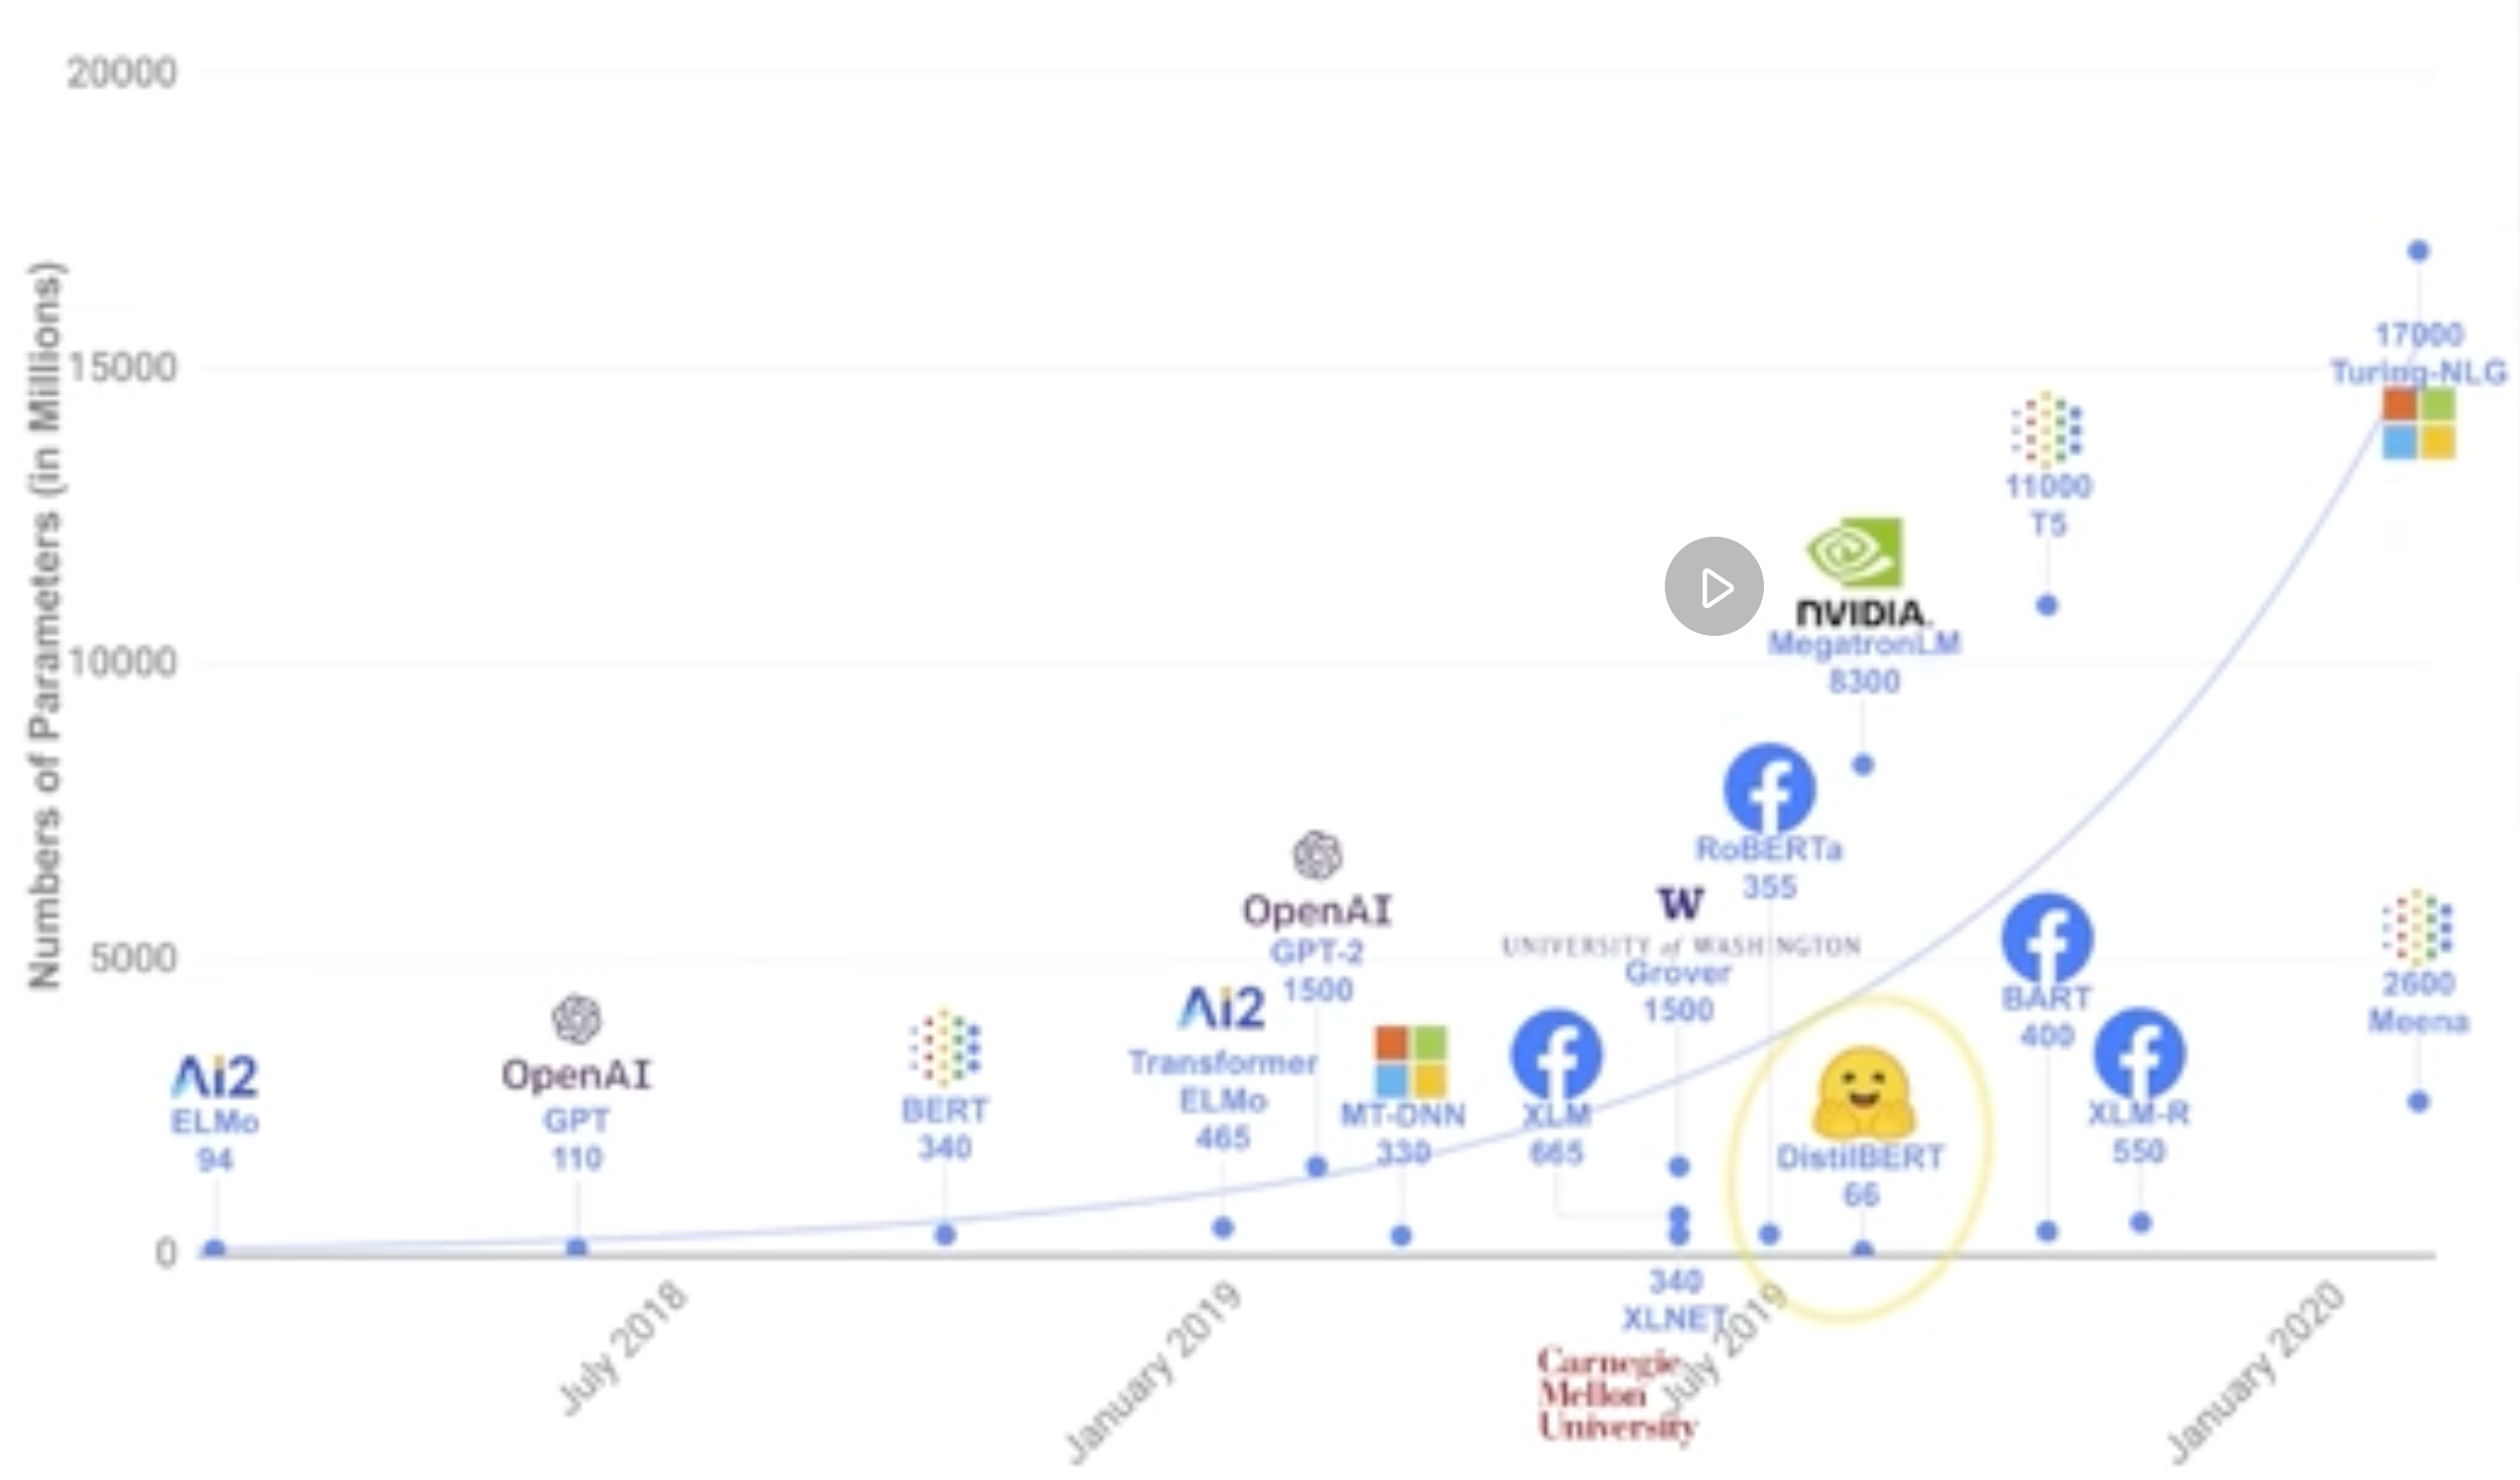 20000
15000
10000
5000
0
Numbers of Parameters (in Millions)
Ai2
ELMo
94
OpenAI
GPT
110
BERT
340
Ai2
Transformer
ELMo
465
OpenAI
GPT-2
1500
MT-DNN
330
XLM
665
W
UNIVERSITY of WASHINGTON
Grover
1500
340
XLNET
Carnegie
Mellon
University
RoBERTa
355
NVIDIA.
MegatronLM
8300
DistilBERT
66
11000
T5
BART
400
XLM-R
550
17000
Turing-NLG
2600
Meena
July 2018
January 2019
July 2019
January 2020